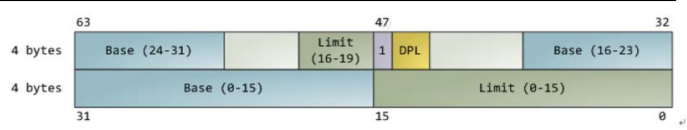 63 47 32
4 bytes Base (24-31) Limit (16-19) 1 DPL Base (16-23)
4 bytes Base (0-15) Limit (0-15)
31 15 0